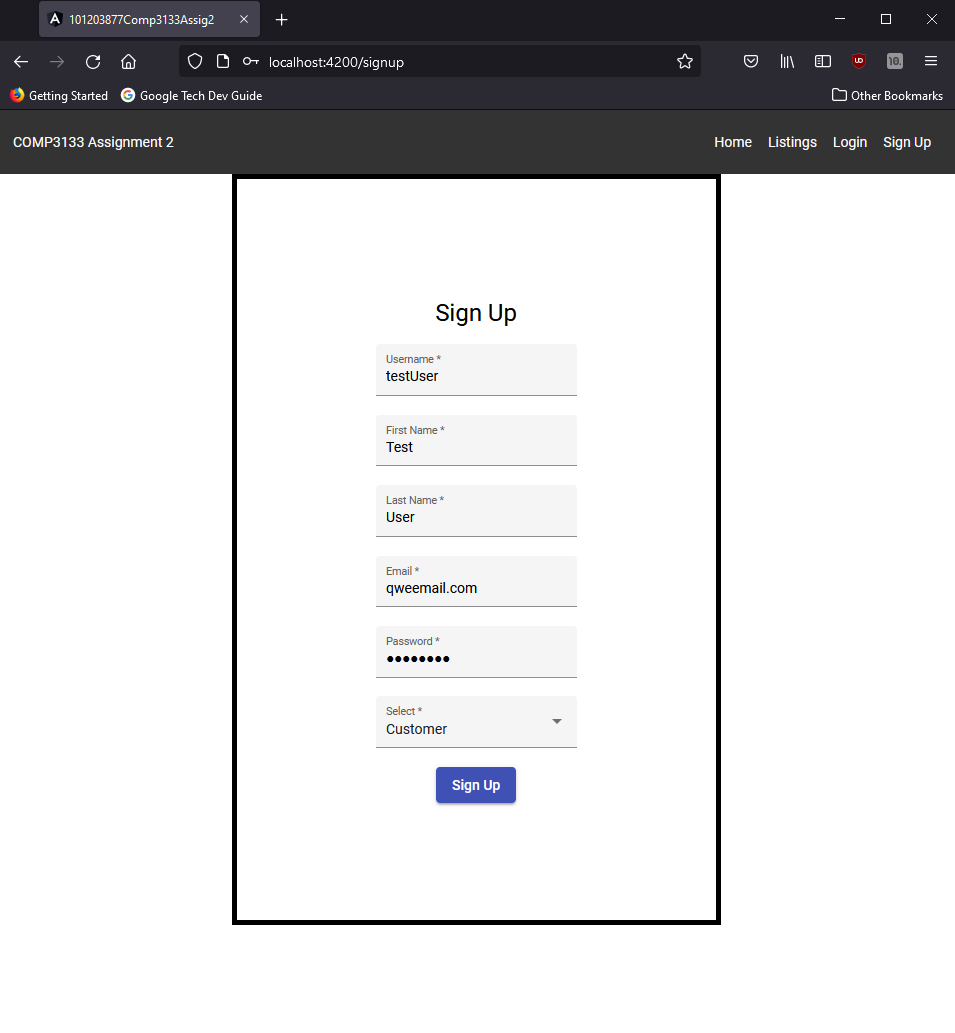 101203877Comp3133Assig2
localhost:4200/signup
UD
10.
Getting Started Google Tech Dev Guide Other Bookmarks
COMP3133 Assignment 2 Home Listings Login Sign Up
Sign Up
Username *
testUser
First Name *
Test
Last Name *
User
Email *
qweemail.com
Password *
●●●●●●●●
Select *
Customer
Sign Up